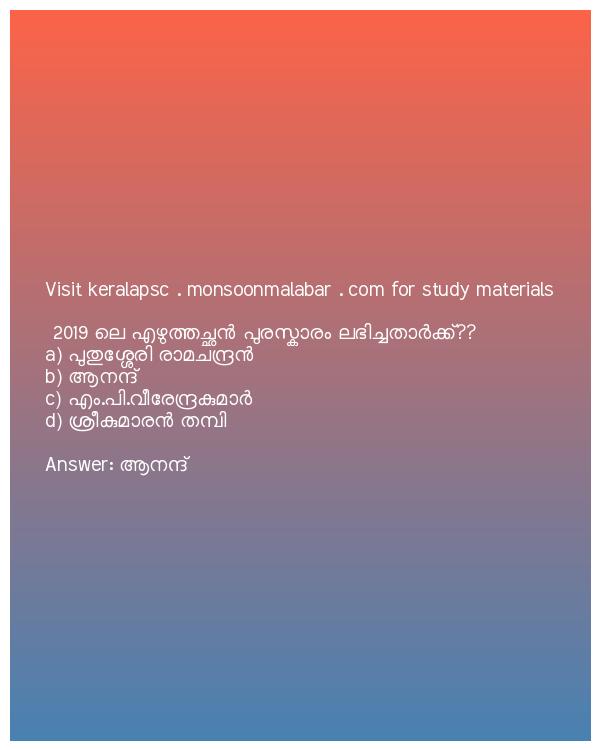 Visit keralapsc . monsoonmalabar . com for study materials
2019 ലെ എഴുത്തച്ഛൻ പുരസ്കാരം ലഭിച്ചതാർക്ക്??
a) പുതുശ്ശേരി രാമചന്ദ്രൻ
b) ആനന്ദ്
c) എം.പി.വീരേന്ദ്രകുമാർ
d) ശ്രീകുമാരൻ തമ്പി
Answer: ആനന്ദ്